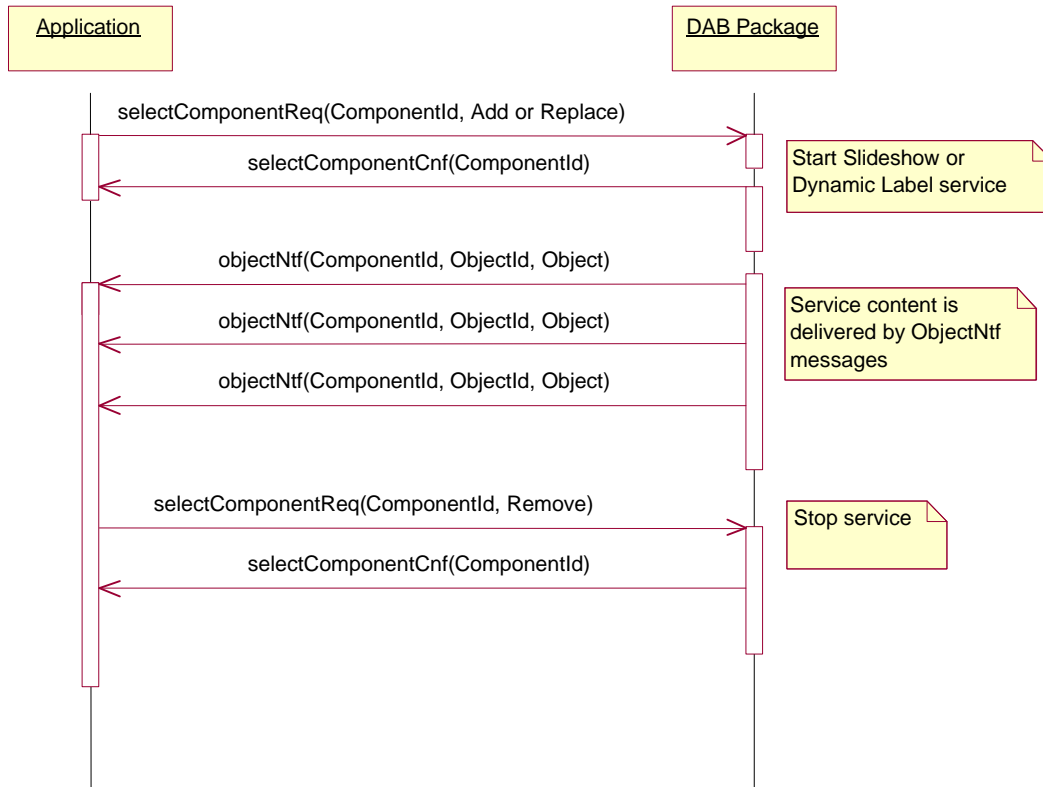 Application
DAB Package
selectComponentReq(ComponentId, Add or Replace)
selectComponentCnf(ComponentId)
Start Slideshow or
Dynamic Label service
objectNtf(ComponentId, ObjectId, Object)
objectNtf(ComponentId, ObjectId, Object)
objectNtf(ComponentId, ObjectId, Object)
Service content is
delivered by ObjectNtf
messages
selectComponentReq(ComponentId, Remove)
Stop service
selectComponentCnf(ComponentId)